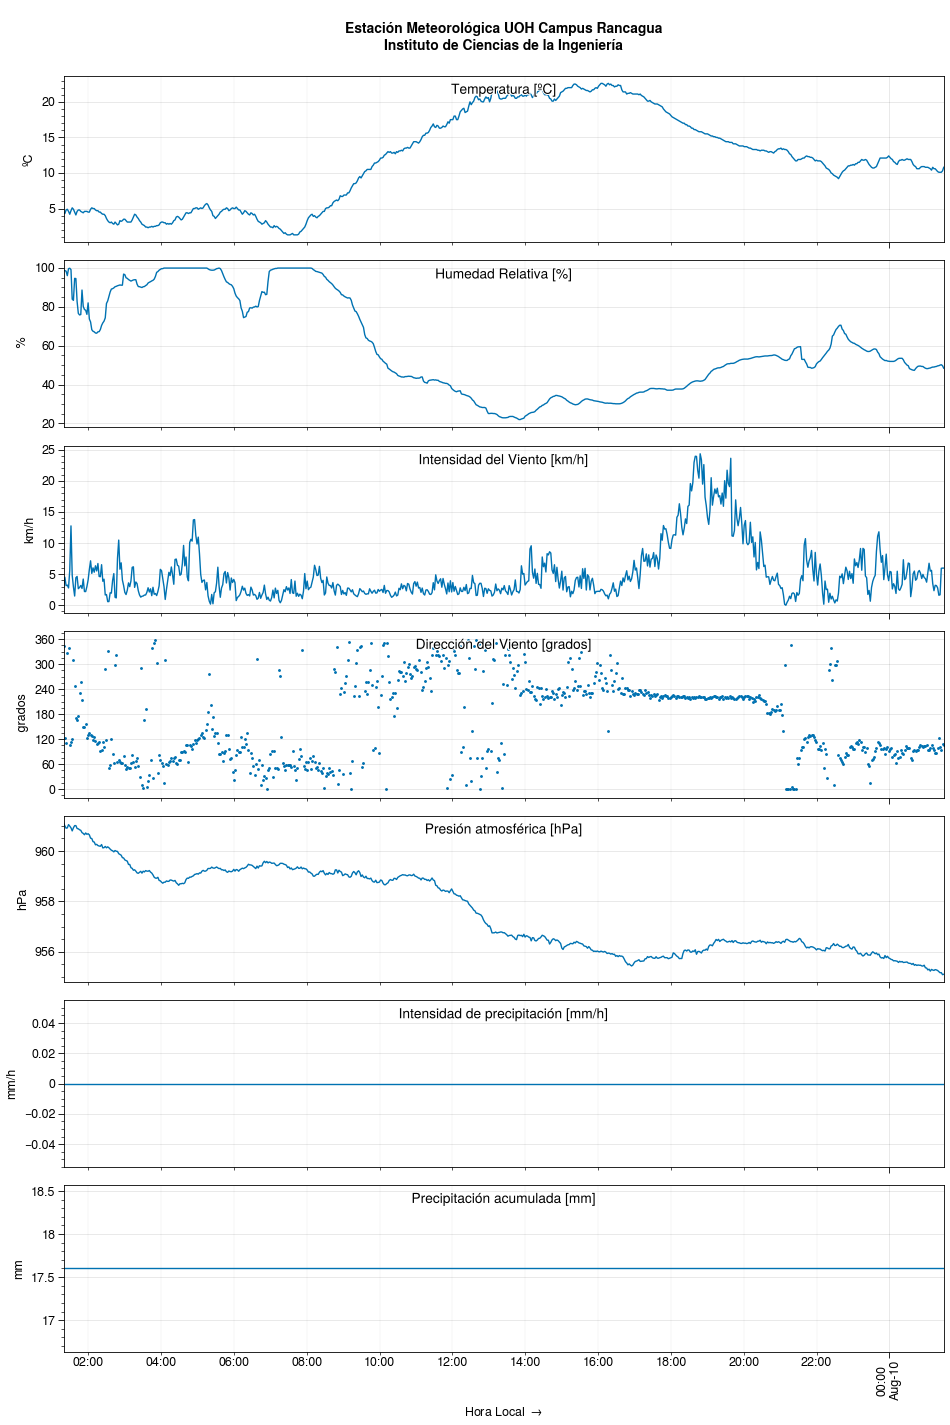 Estación Meteorológica UOH Campus Rancagua
Instituto de Ciencias de la Ingeniería
Temperatura [ºC]
ºC
20
15
10
5
Humedad Relativa [%]
%
100
80
60
40
20
Intensidad del Viento [km/h]
km/h
25
20
15
10
5
0
Dirección del Viento [grados]
grados
360
300
240
180
120
60
0
Presión atmosférica [hPa]
hPa
960
958
956
Intensidad de precipitación [mm/h]
mm/h
0.04
0.02
0
−0.02
−0.04
Precipitación acumulada [mm]
mm
18.5
18
17.5
17
02:00 04:00 06:00 08:00 10:00 12:00 14:00 16:00 18:00 20:00 22:00
00:00
Aug-10
Hora Local →